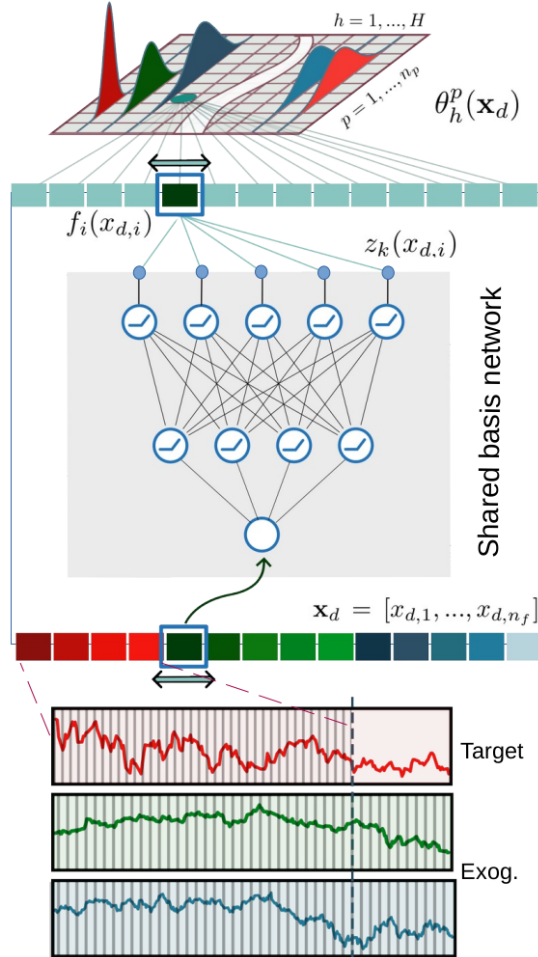 h = 1, ..., H
p = 1, ..., n_p
θ_h^p(𝐱_d)
f_i(x_{d,i})
z_k(x_{d,i})
Shared basis network
𝐱_d = [x_{d,1}, ..., x_{d,n_f}]
Target
Exog.